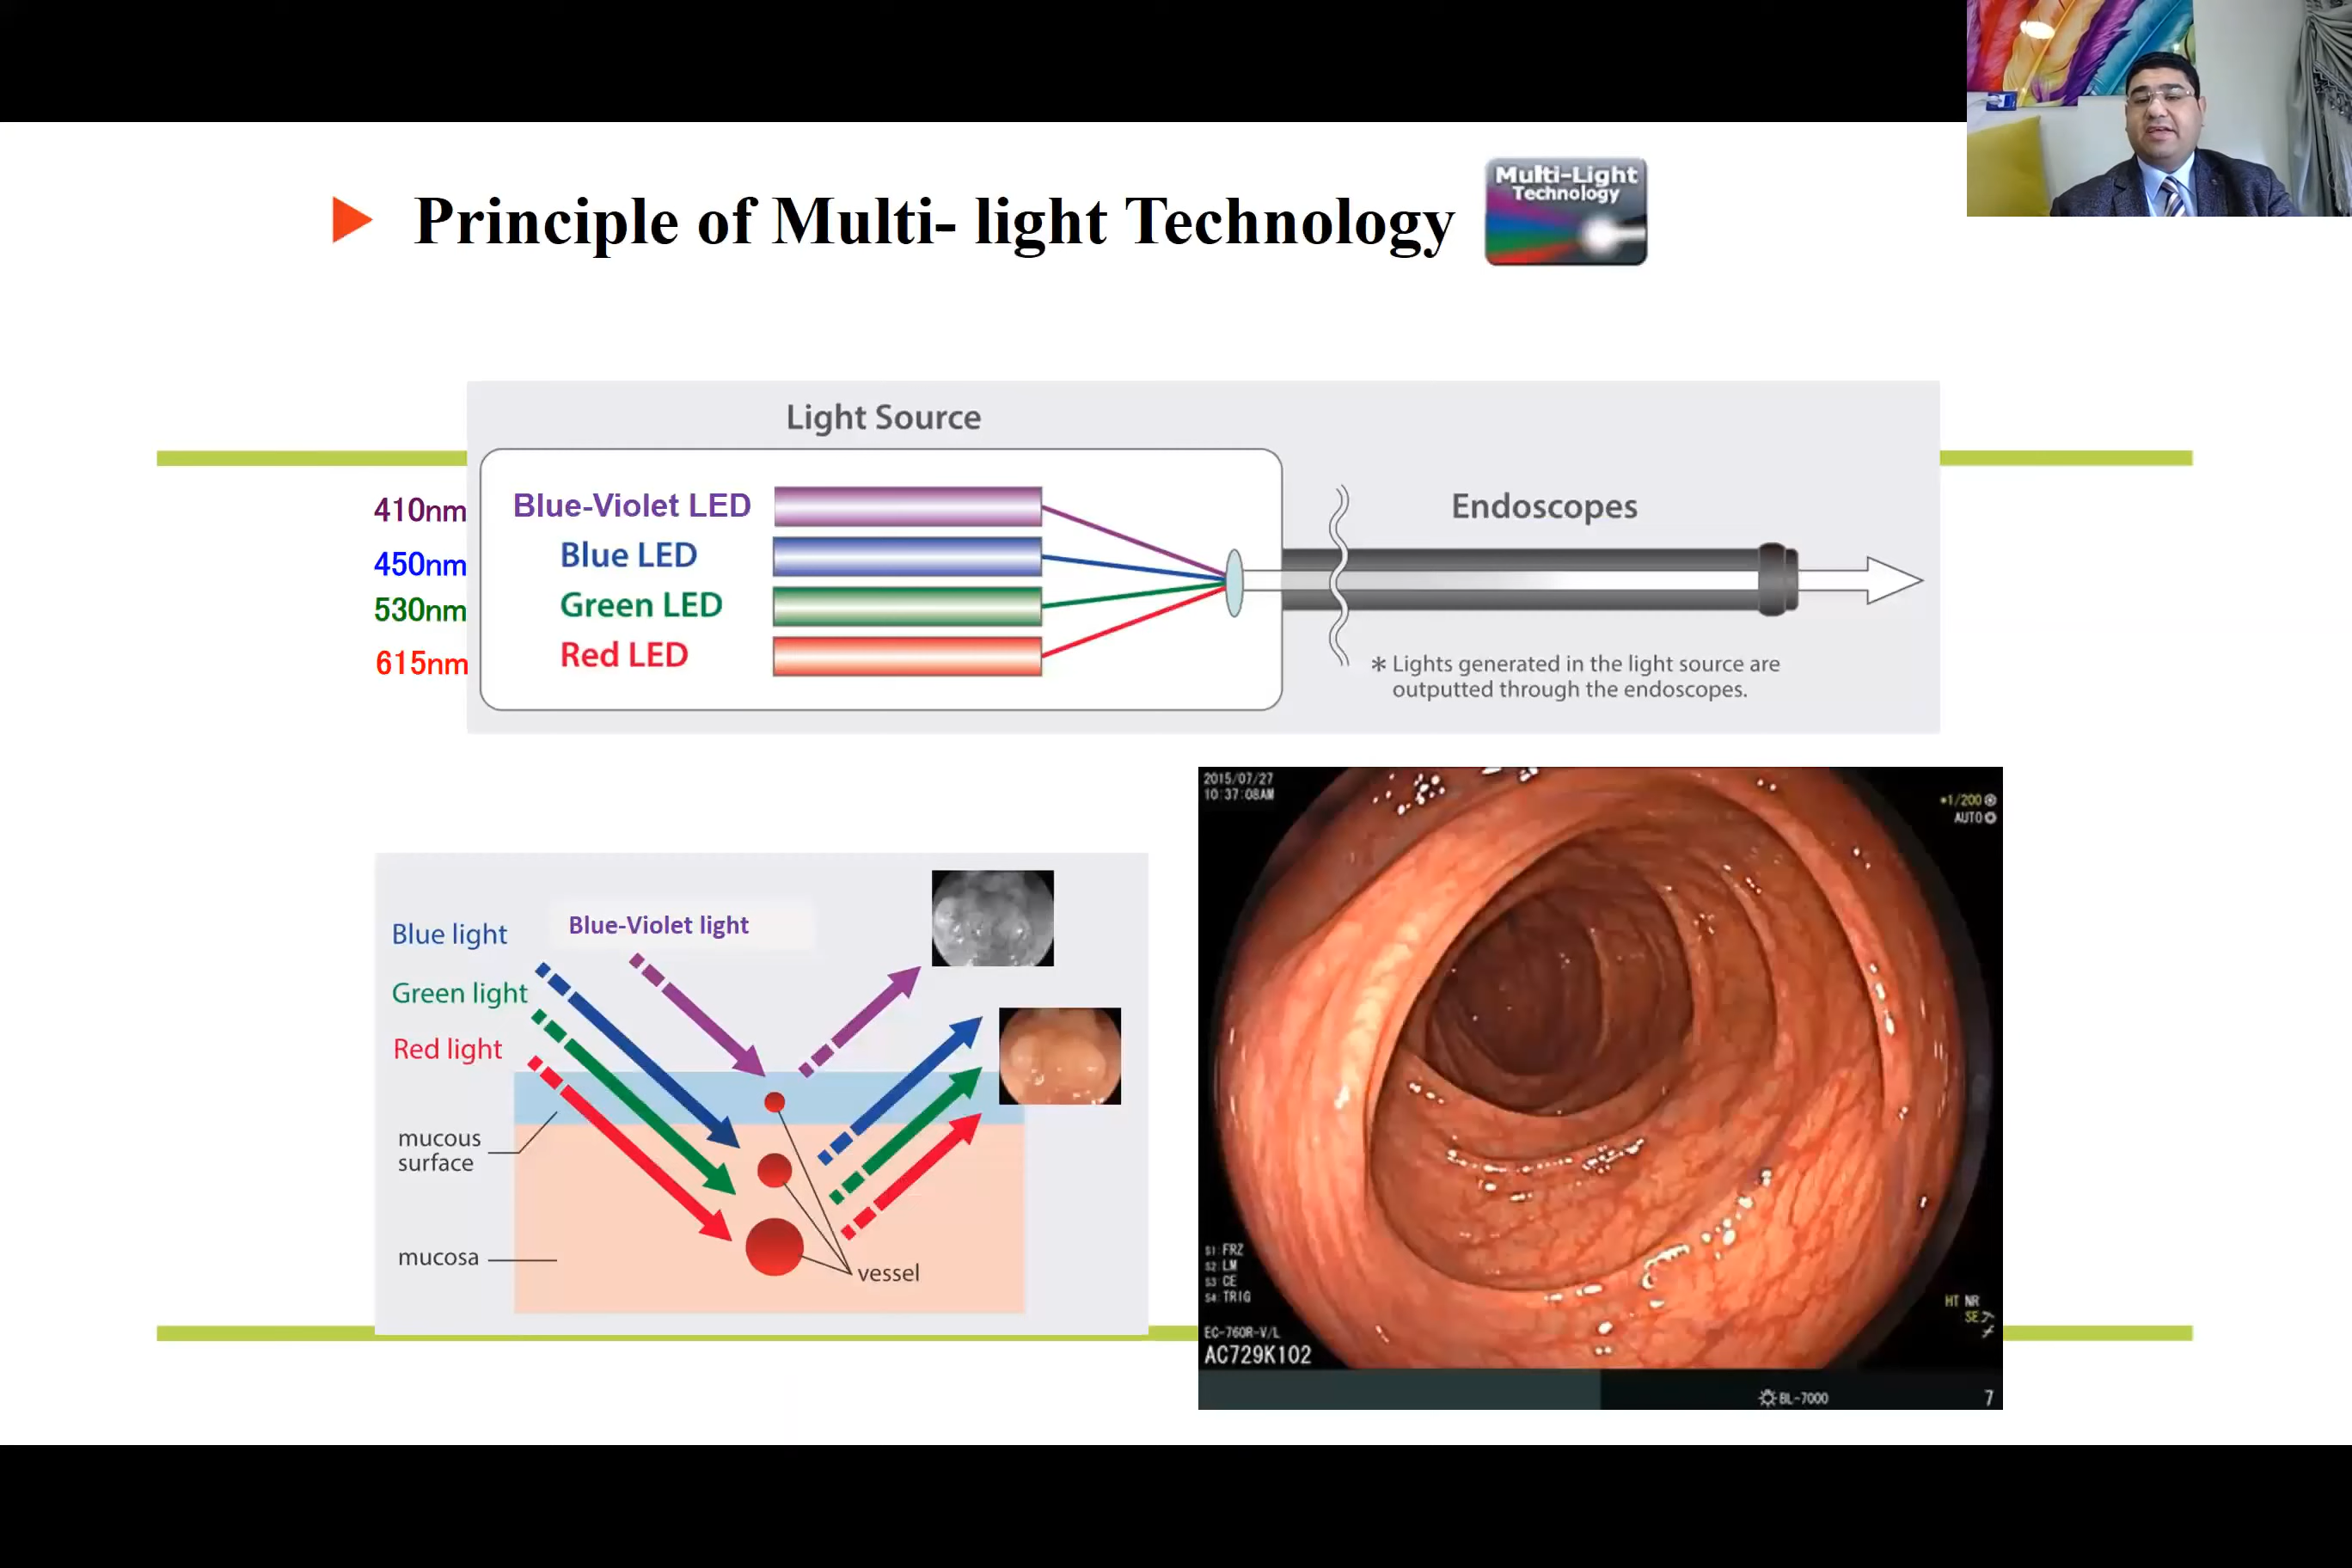 Principle of Multi- light Technology
Multi-Light
Technology
Light Source
410nm
Blue-Violet LED
450nm
Blue LED
530nm
Green LED
615nm
Red LED
Endoscopes
* Lights generated in the light source are
outputted through the endoscopes.
Blue light
Blue-Violet light
Green light
Red light
mucous
surface
mucosa
vessel
2015/07/27
10:37:08AM
+1/200
AUTO
S1:FRZ
S2:LM
S3:CE
S4:TRIG
HT NR
SE
EC-760R-V/L
AC729K102
BL-7000
7